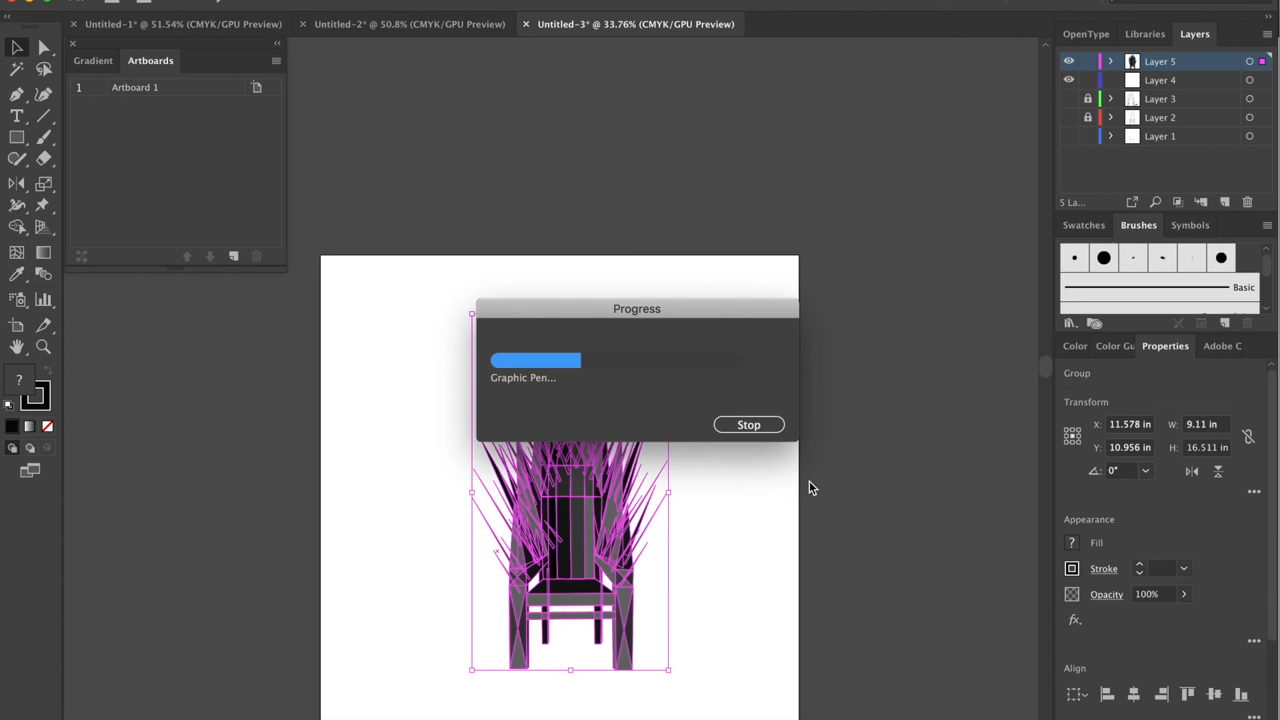 Untitled-1* @ 51.54% (CMYK/GPU Preview)
Untitled-2* @ 50.8% (CMYK/GPU Preview)
Untitled-3* @ 33.76% (CMYK/GPU Preview)
Gradient
Artboards
1 Artboard 1
OpenType
Libraries
Layers
Layer 5
Layer 4
Layer 3
Layer 2
Layer 1
5 La...
Swatches
Brushes
Symbols
Basic
Progress
Graphic Pen...
Stop
?
Color
Color Gu
Properties
Adobe C
Group
Transform
X: 11.578 in
W: 9.11 in
Y: 10.956 in
H: 16.511 in
0°
Appearance
? Fill
Stroke
Opacity 100%
fx.
Align